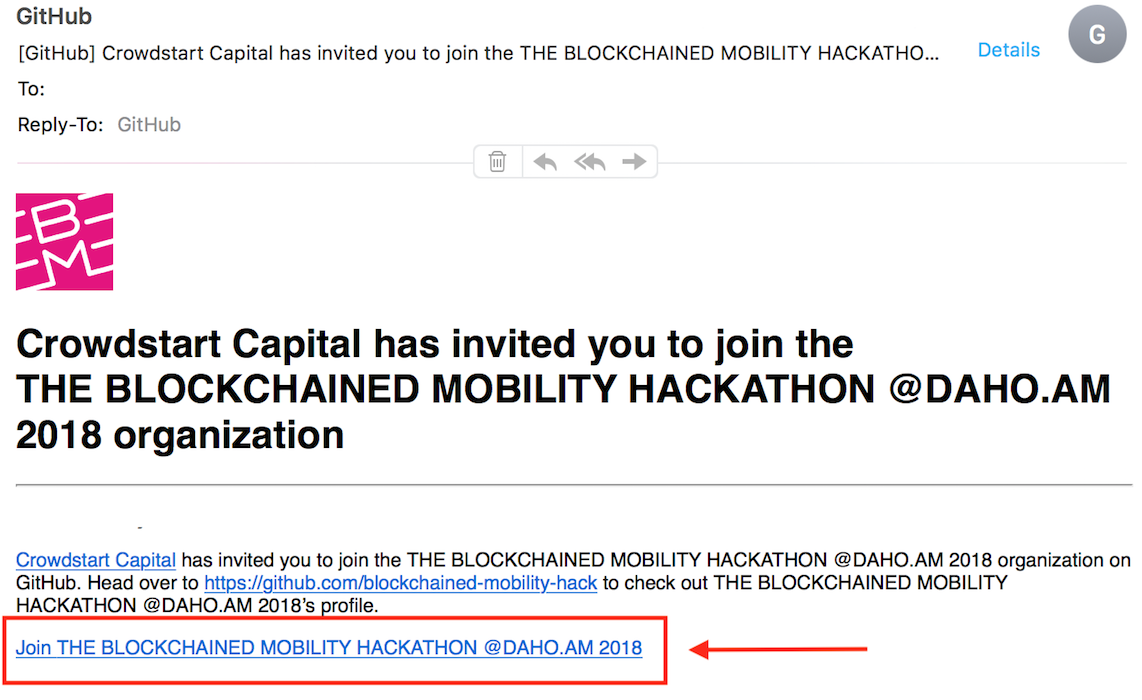 GitHub
[GitHub] Crowdstart Capital has invited you to join the THE BLOCKCHAINED MOBILITY HACKATHO...
Details
G
To:
Reply-To: GitHub
BM
Crowdstart Capital has invited you to join the
THE BLOCKCHAINED MOBILITY HACKATHON @DAHO.AM
2018 organization
-
Crowdstart Capital has invited you to join the THE BLOCKCHAINED MOBILITY HACKATHON @DAHO.AM 2018 organization on
GitHub. Head over to https://github.com/blockchained-mobility-hack to check out THE BLOCKCHAINED MOBILITY
HACKATHON @DAHO.AM 2018’s profile.
Join THE BLOCKCHAINED MOBILITY HACKATHON @DAHO.AM 2018